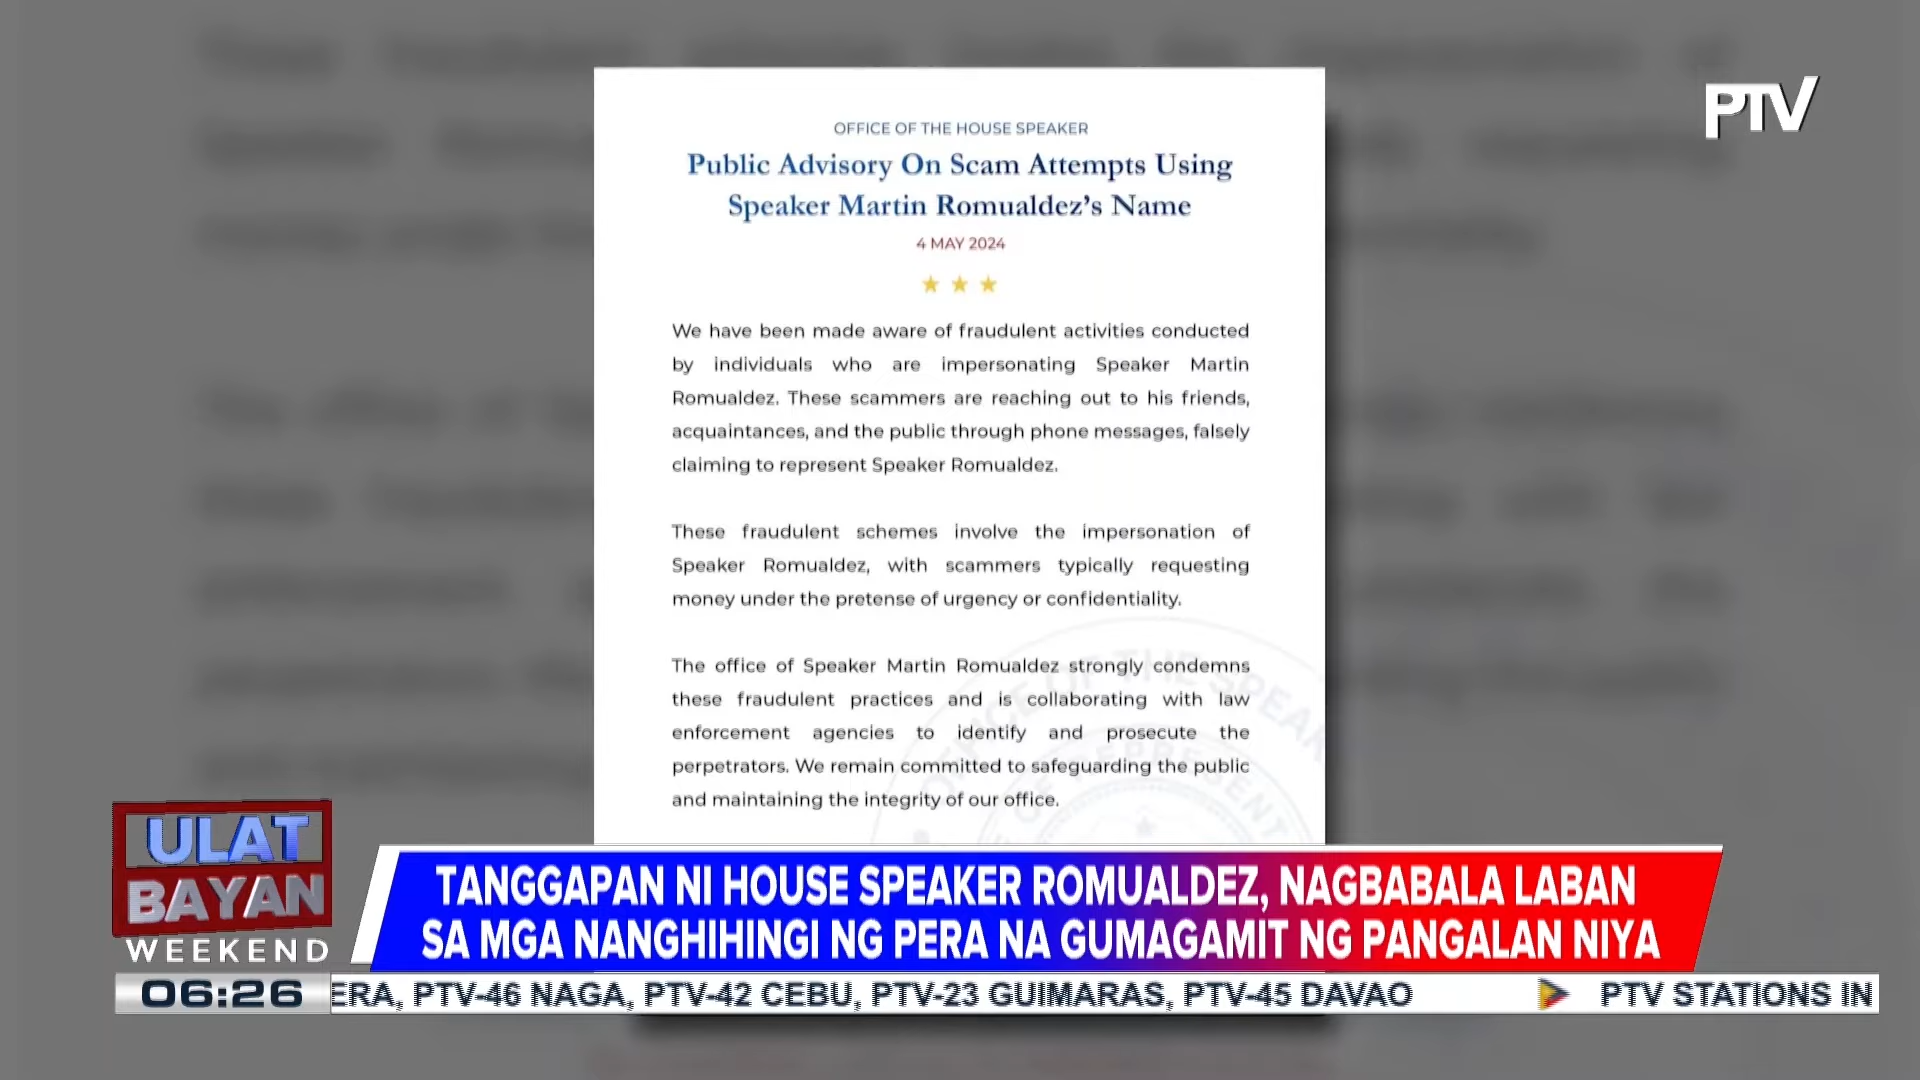 PTV
OFFICE OF THE HOUSE SPEAKER
Public Advisory On Scam Attempts Using
Speaker Martin Romualdez’s Name
4 MAY 2024
We have been made aware of fraudulent activities conducted
by individuals who are impersonating Speaker Martin
Romualdez. These scammers are reaching out to his friends,
acquaintances, and the public through phone messages, falsely
claiming to represent Speaker Romualdez.
These fraudulent schemes involve the impersonation of
Speaker Romualdez, with scammers typically requesting
money under the pretense of urgency or confidentiality.
The office of Speaker Martin Romualdez strongly condemns
these fraudulent practices and is collaborating with law
enforcement agencies to identify and prosecute the
perpetrators. We remain committed to safeguarding the public
and maintaining the integrity of our office.
ULAT
BAYAN
WEEKEND
TANGGAPAN NI HOUSE SPEAKER ROMUALDEZ, NAGBABALA LABAN
SA MGA NANGHIHINGI NG PERA NA GUMAGAMIT NG PANGALAN NIYA
06:26
ERA, PTV-46 NAGA, PTV-42 CEBU, PTV-23 GUIMARAS, PTV-45 DAVAO PTV STATIONS IN